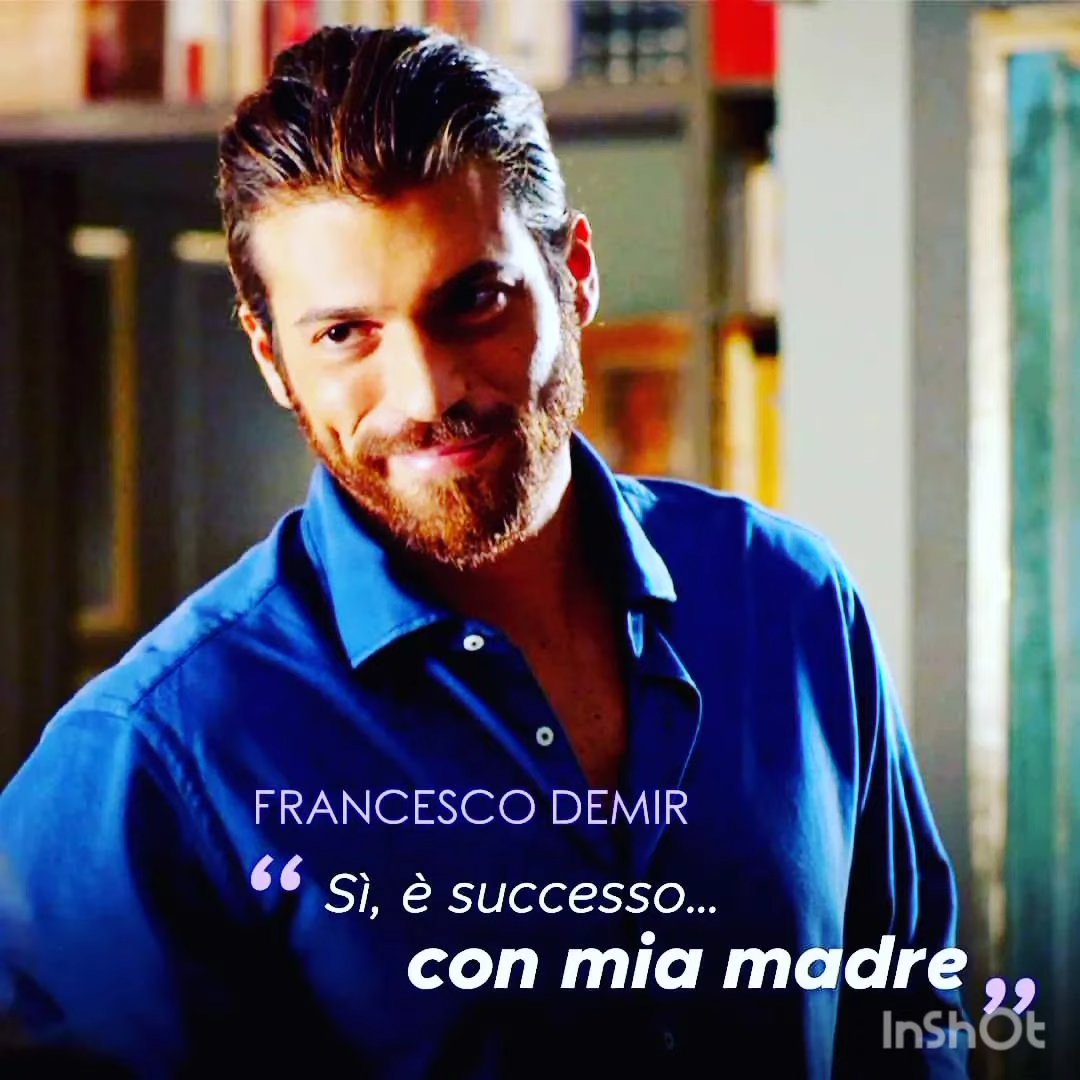 FRANCESCO DEMIR
“ Sì, è successo...
con mia madre ”
InShOt